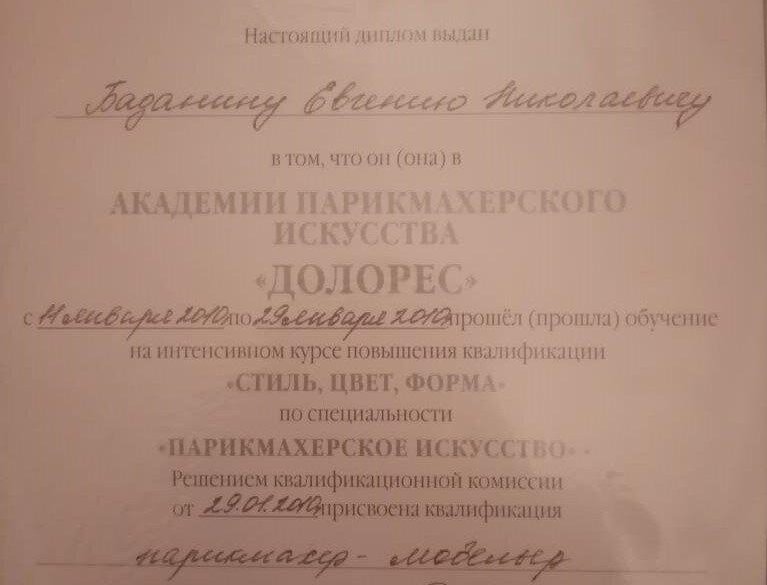 Настоящий диплом выдан
Баданину Евгению Николаевичу
в том, что он (она) в
АКАДЕМИИ ПАРИКМАХЕРСКОГО
ИСКУССТВА
«ДОЛОРЕС»
с 11 января 2010 по 29 января 2010 прошёл (прошла) обучение
на интенсивном курсе повышения квалификации
«СТИЛЬ, ЦВЕТ, ФОРМА»
по специальности
«ПАРИКМАХЕРСКОЕ ИСКУССТВО»
Решением квалификационной комиссии
от 29.01.2010 присвоена квалификация
парикмахер - модельер